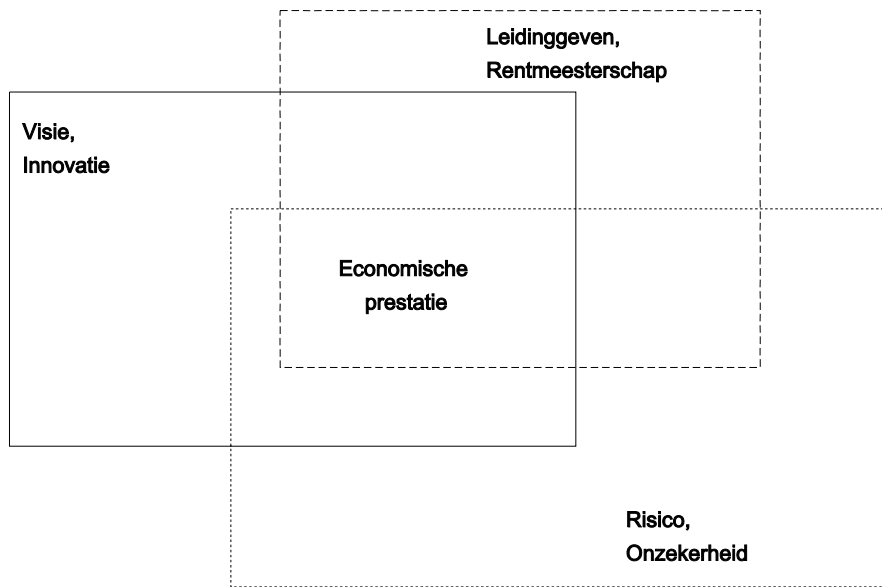 Leidinggeven,
Rentmeesterschap
Visie,
Innovatie
Economische
prestatie
Risico,
Onzekerheid